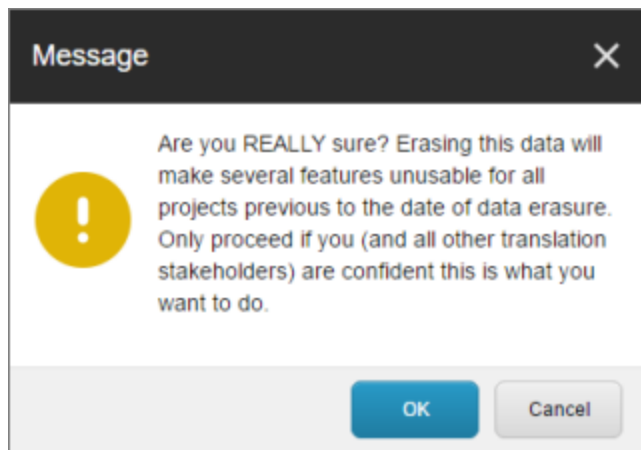 Message
Are you REALLY sure? Erasing this data will
make several features unusable for all
projects previous to the date of data erasure.
Only proceed if you (and all other translation
stakeholders) are confident this is what you
want to do.
OK
Cancel